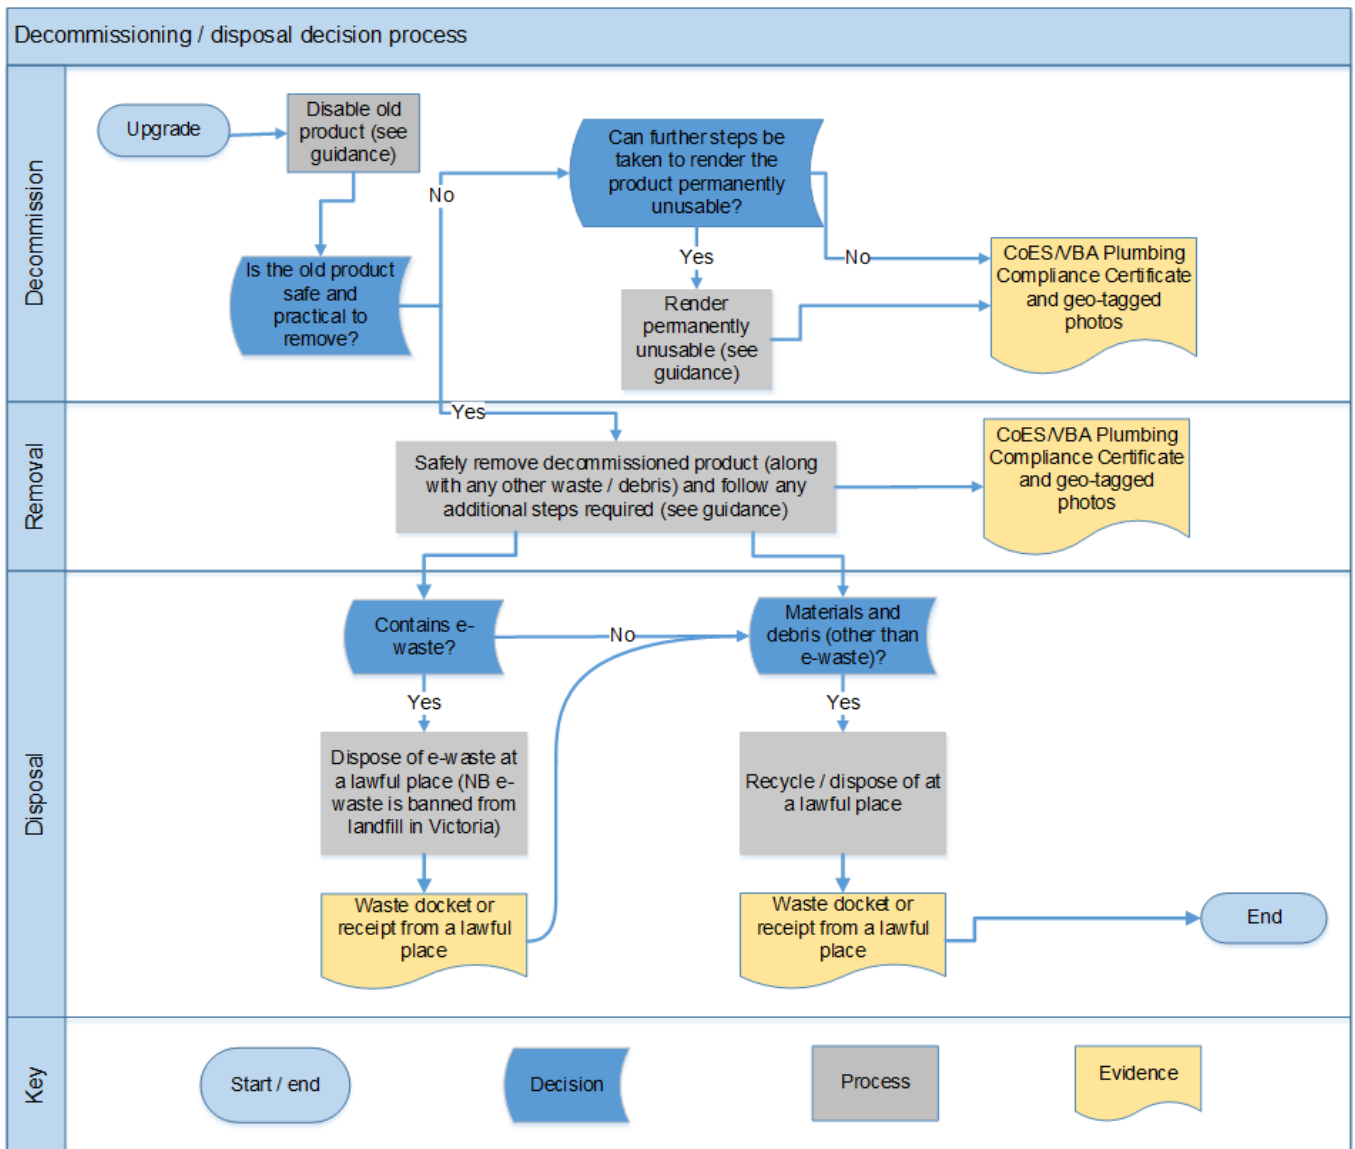 Decommissioning / disposal decision process
Decommission
Upgrade
Disable old
product (see
guidance)
Is the old product
safe and
practical to
remove?
No
Can further steps be
taken to render the
product permanently
unusable?
Yes
No
Render
permanently
unusable (see
guidance)
CoES/VBA Plumbing
Compliance Certificate
and geo-tagged
photos
Removal
Yes
Safely remove decommissioned product (along
with any other waste / debris) and follow any
additional steps required (see guidance)
CoES/VBA Plumbing
Compliance Certificate
and geo-tagged
photos
Disposal
Contains e-
waste?
No
Materials and
debris (other than
e-waste)?
Yes
Yes
Dispose of e-waste at
a lawful place (NB e-
waste is banned from
landfill in Victoria)
Recycle / dispose of at
a lawful place
Waste docket or
receipt from a lawful
place
Waste docket or
receipt from a lawful
place
End
Key
Start / end
Decision
Process
Evidence